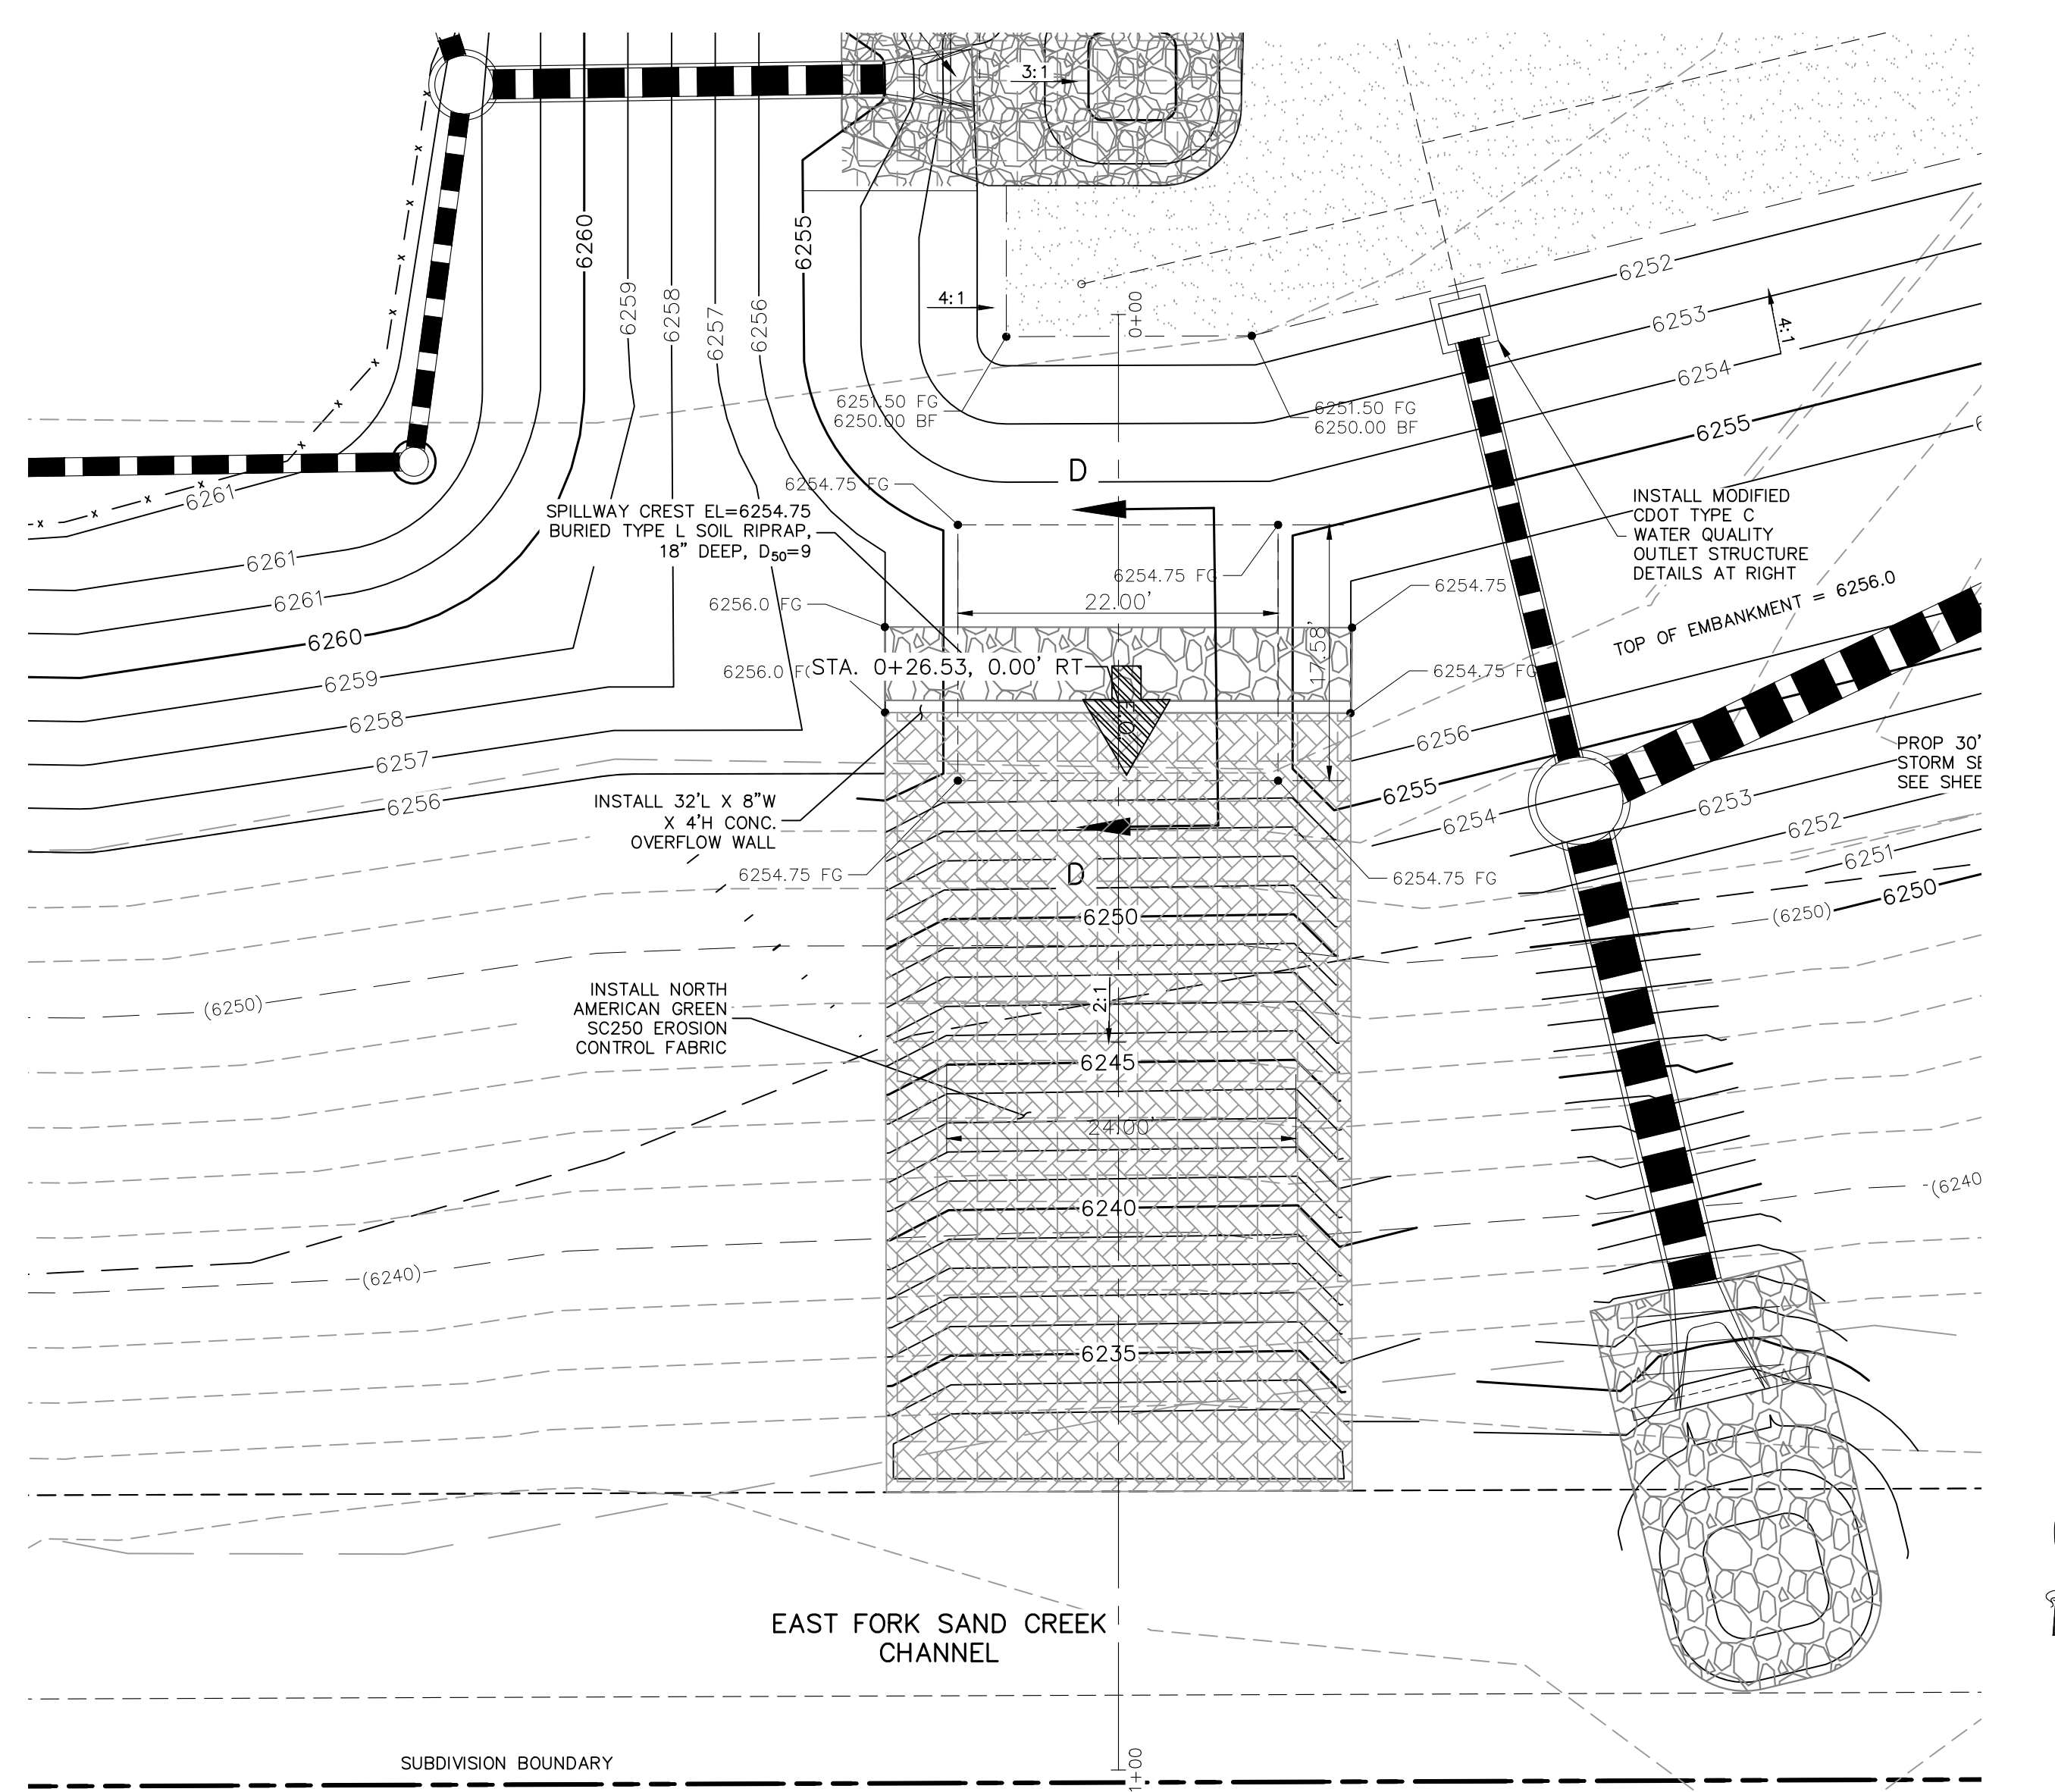 3:1
6260
6255
6259
6258
6257
6256
4:1
0+00
6252
6253
4:1
6254
6251.50 FG
6250.00 BF
6251.50 FG
6250.00 BF
6255
D
6254.75 FG
6261
SPILLWAY CREST EL=6254.75
BURIED TYPE L SOIL RIPRAP,
18" DEEP, D50=9
INSTALL MODIFIED
CDOT TYPE C
WATER QUALITY
OUTLET STRUCTURE
DETAILS AT RIGHT
6261
6254.75 FG
6254.75
22.00'
6261
6256.0 FG
TOP OF EMBANKMENT = 6256.0
6260
17.58'
STA. 0+26.53, 0.00' RT
6256.0 FG
6254.75 FG
6259
6258
6257
6256
6256
6255
6254
6253
6252
6251
6250
PROP 30'
STORM
SEE
INSTALL 32'L X 8"W
X 4'H CONC.
OVERFLOW WALL
6254.75 FG
D
6254.75 FG
6250
(6250)
(6250)
INSTALL NORTH
AMERICAN GREEN
SC250 EROSION
CONTROL FABRIC
2:1
6245
24.00'
(6240
6240
(6240)
6235
EAST FORK SAND CREEK
CHANNEL
SUBDIVISION BOUNDARY
1+00